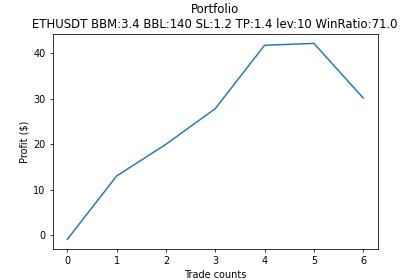 Portfolio
ETHUSDT BBM:3.4 BBL:140 SL:1.2 TP:1.4 lev:10 WinRatio:71.0
40
30
20
10
0
Profit ($)
0 1 2 3 4 5 6
Trade counts